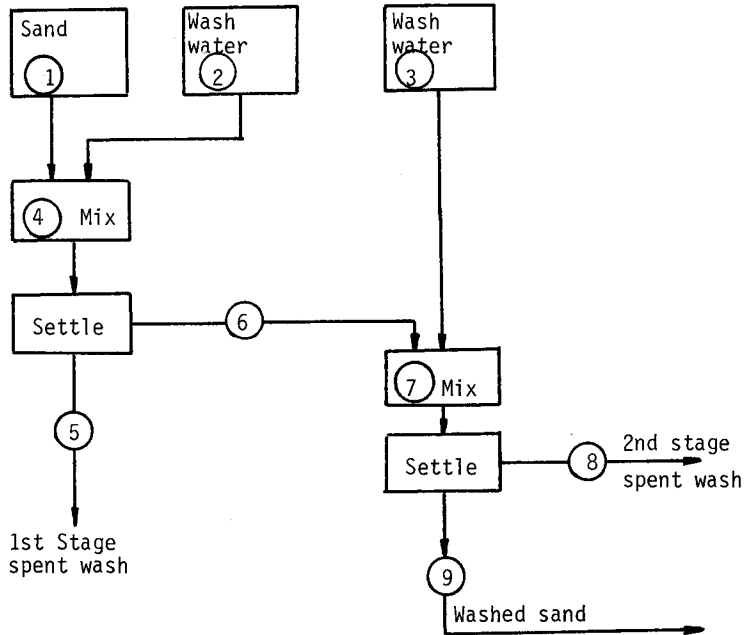 Sand
1
Wash
water
2
Wash
water
3
4 Mix
Settle
6
5
1st Stage
spent wash
7 Mix
Settle
8
2nd stage
spent wash
9
Washed sand